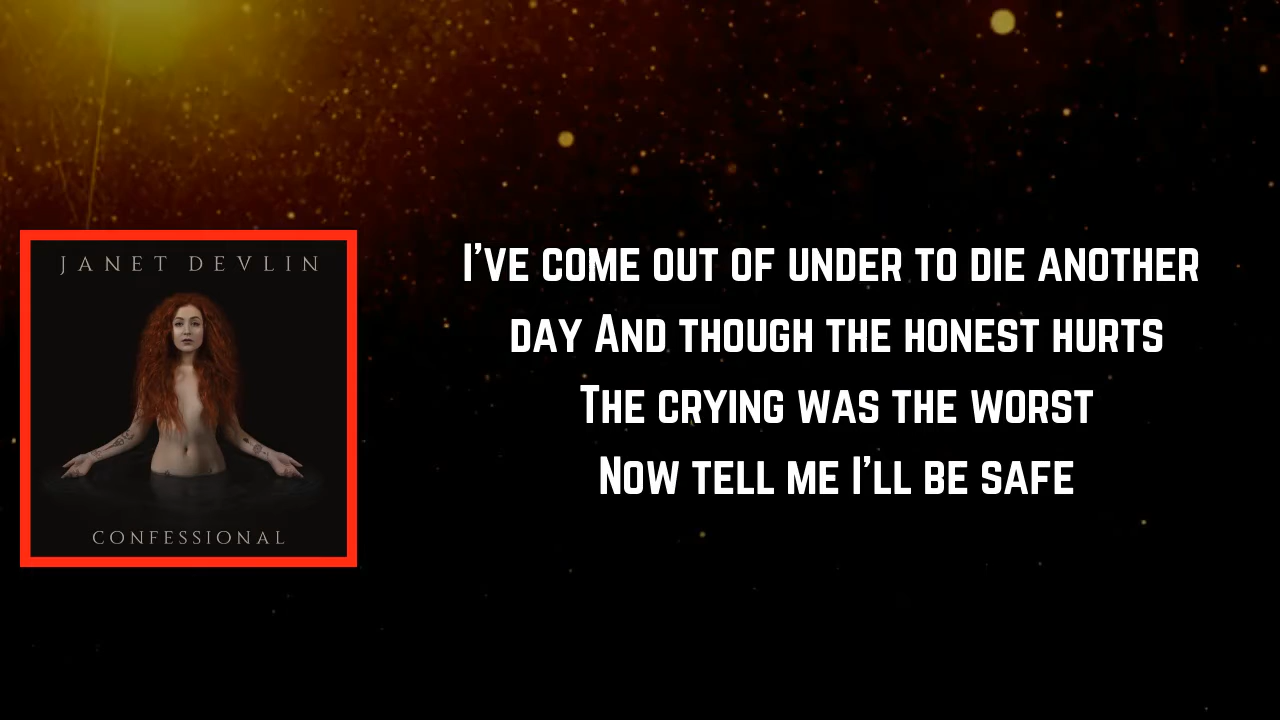 JANET DEVLIN
CONFESSIONAL
I've come out of under to die another
day And though the honest hurts
The crying was the worst
Now tell me I'll be safe